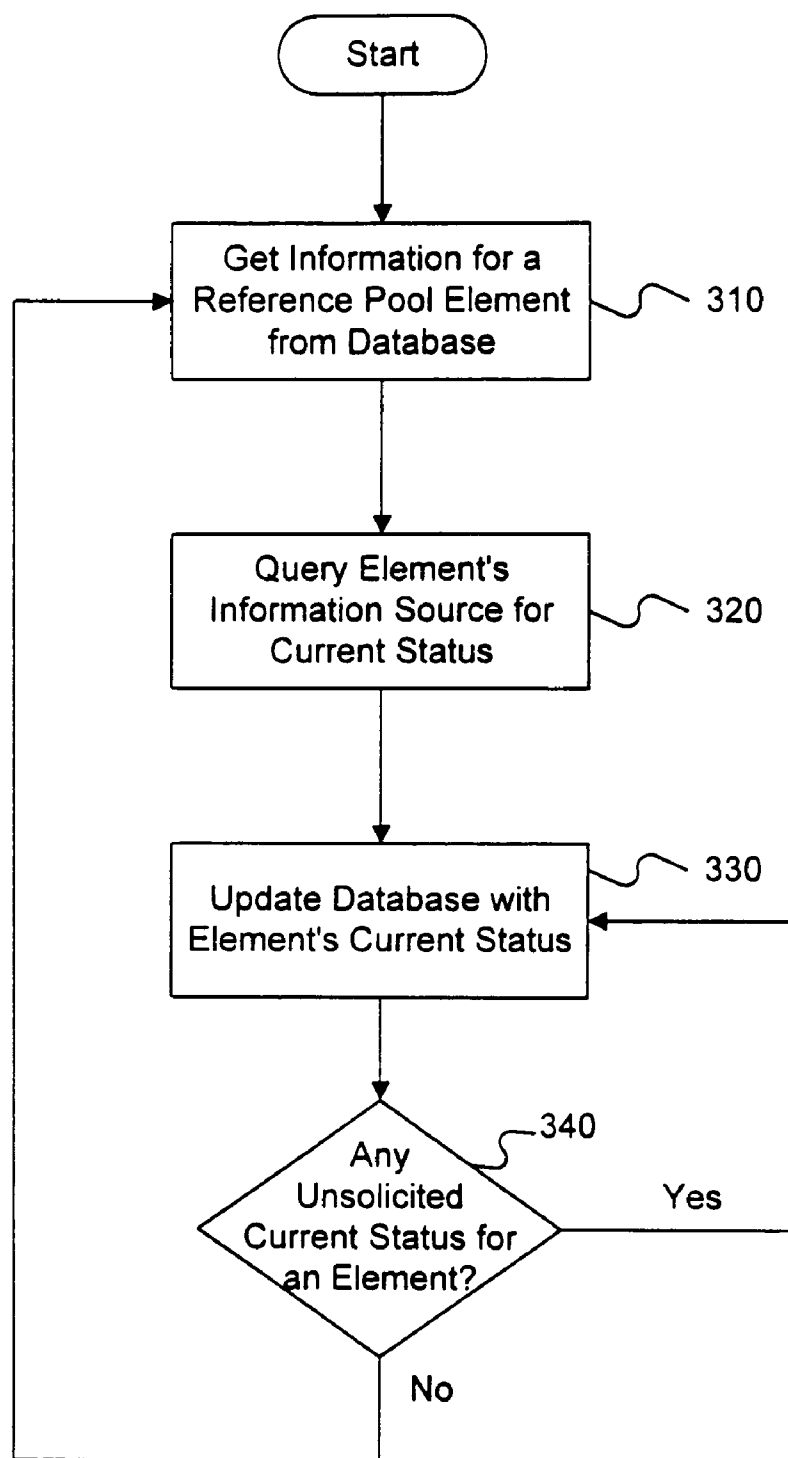 Start
Get Information for a
Reference Pool Element
from Database
310
Query Element's
Information Source for
Current Status
320
Update Database with
Element's Current Status
330
Any
Unsolicited
Current Status for
an Element?
340
Yes
No